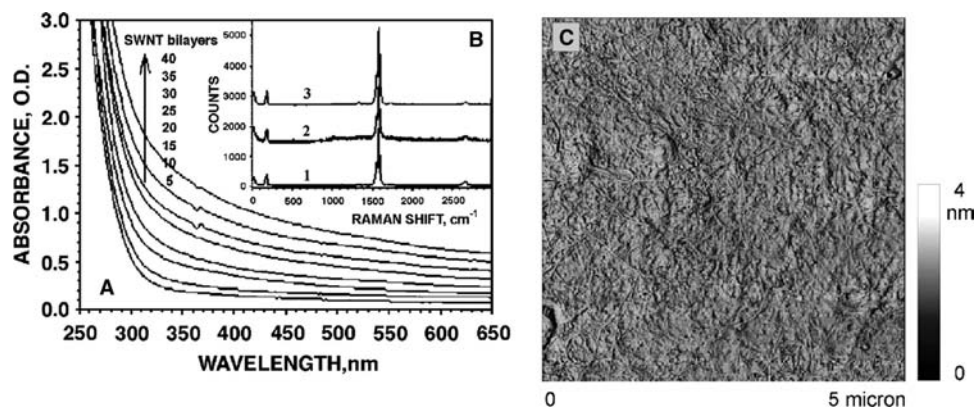 A
ABSORBANCE, O.D.
3.0
2.5
2.0
1.5
1.0
0.5
0.0
250 300 350 400 450 500 550 600 650
WAVELENGTH,nm
SWNT bilayers
40
35
30
25
20
15
10
5
B
COUNTS
5000
4000
3000
2500
1500
1000
0
3
2
1
0 500 1000 1500 2000 2500
RAMAN SHIFT, cm-1
C
0 5 micron
4
nm
0